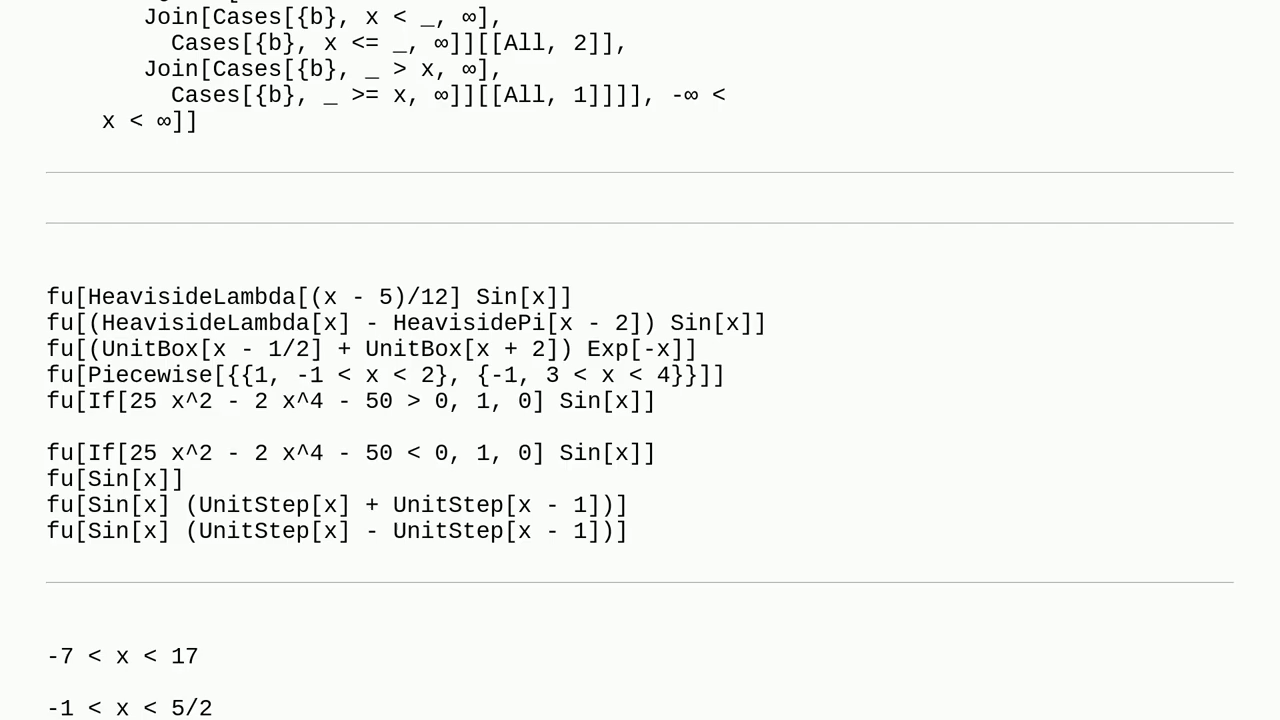 Join[Cases[{b}, x < _, ∞],
Cases[{b}, x <= _, ∞]][[All, 2]],
Join[Cases[{b}, _ > x, ∞],
Cases[{b}, _ >= x, ∞]][[All, 1]]]], -∞ <
x < ∞]]
fu[HeavisideLambda[(x - 5)/12] Sin[x]]
fu[(HeavisideLambda[x] - HeavisidePi[x - 2]) Sin[x]]
fu[(UnitBox[x - 1/2] + UnitBox[x + 2]) Exp[-x]]
fu[Piecewise[{{1, -1 < x < 2}, {-1, 3 < x < 4}}]]
fu[If[25 x^2 - 2 x^4 - 50 > 0, 1, 0] Sin[x]]
fu[If[25 x^2 - 2 x^4 - 50 < 0, 1, 0] Sin[x]]
fu[Sin[x]]
fu[Sin[x] (UnitStep[x] + UnitStep[x - 1])]
fu[Sin[x] (UnitStep[x] - UnitStep[x - 1])]
-7 < x < 17
-1 < x < 5/2